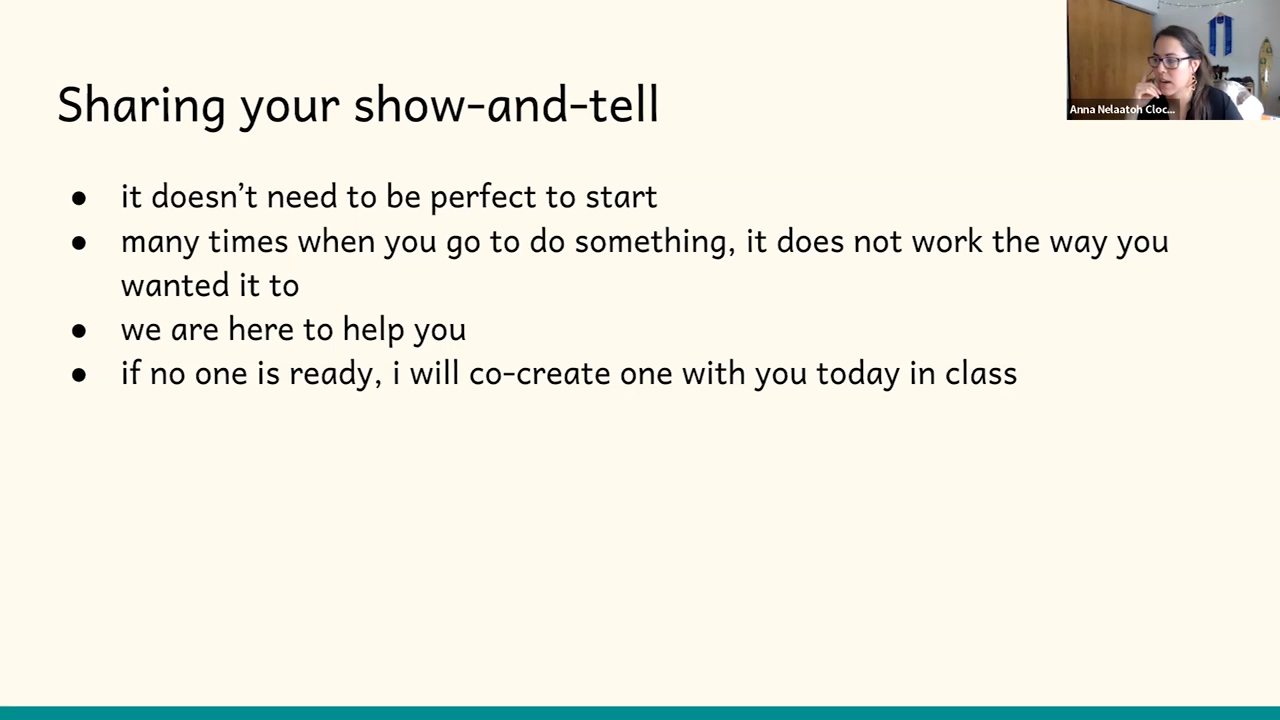 Sharing your show-and-tell
Anna Nelaatoh Cloc...
● it doesn’t need to be perfect to start
● many times when you go to do something, it does not work the way you
wanted it to
● we are here to help you
● if no one is ready, i will co-create one with you today in class